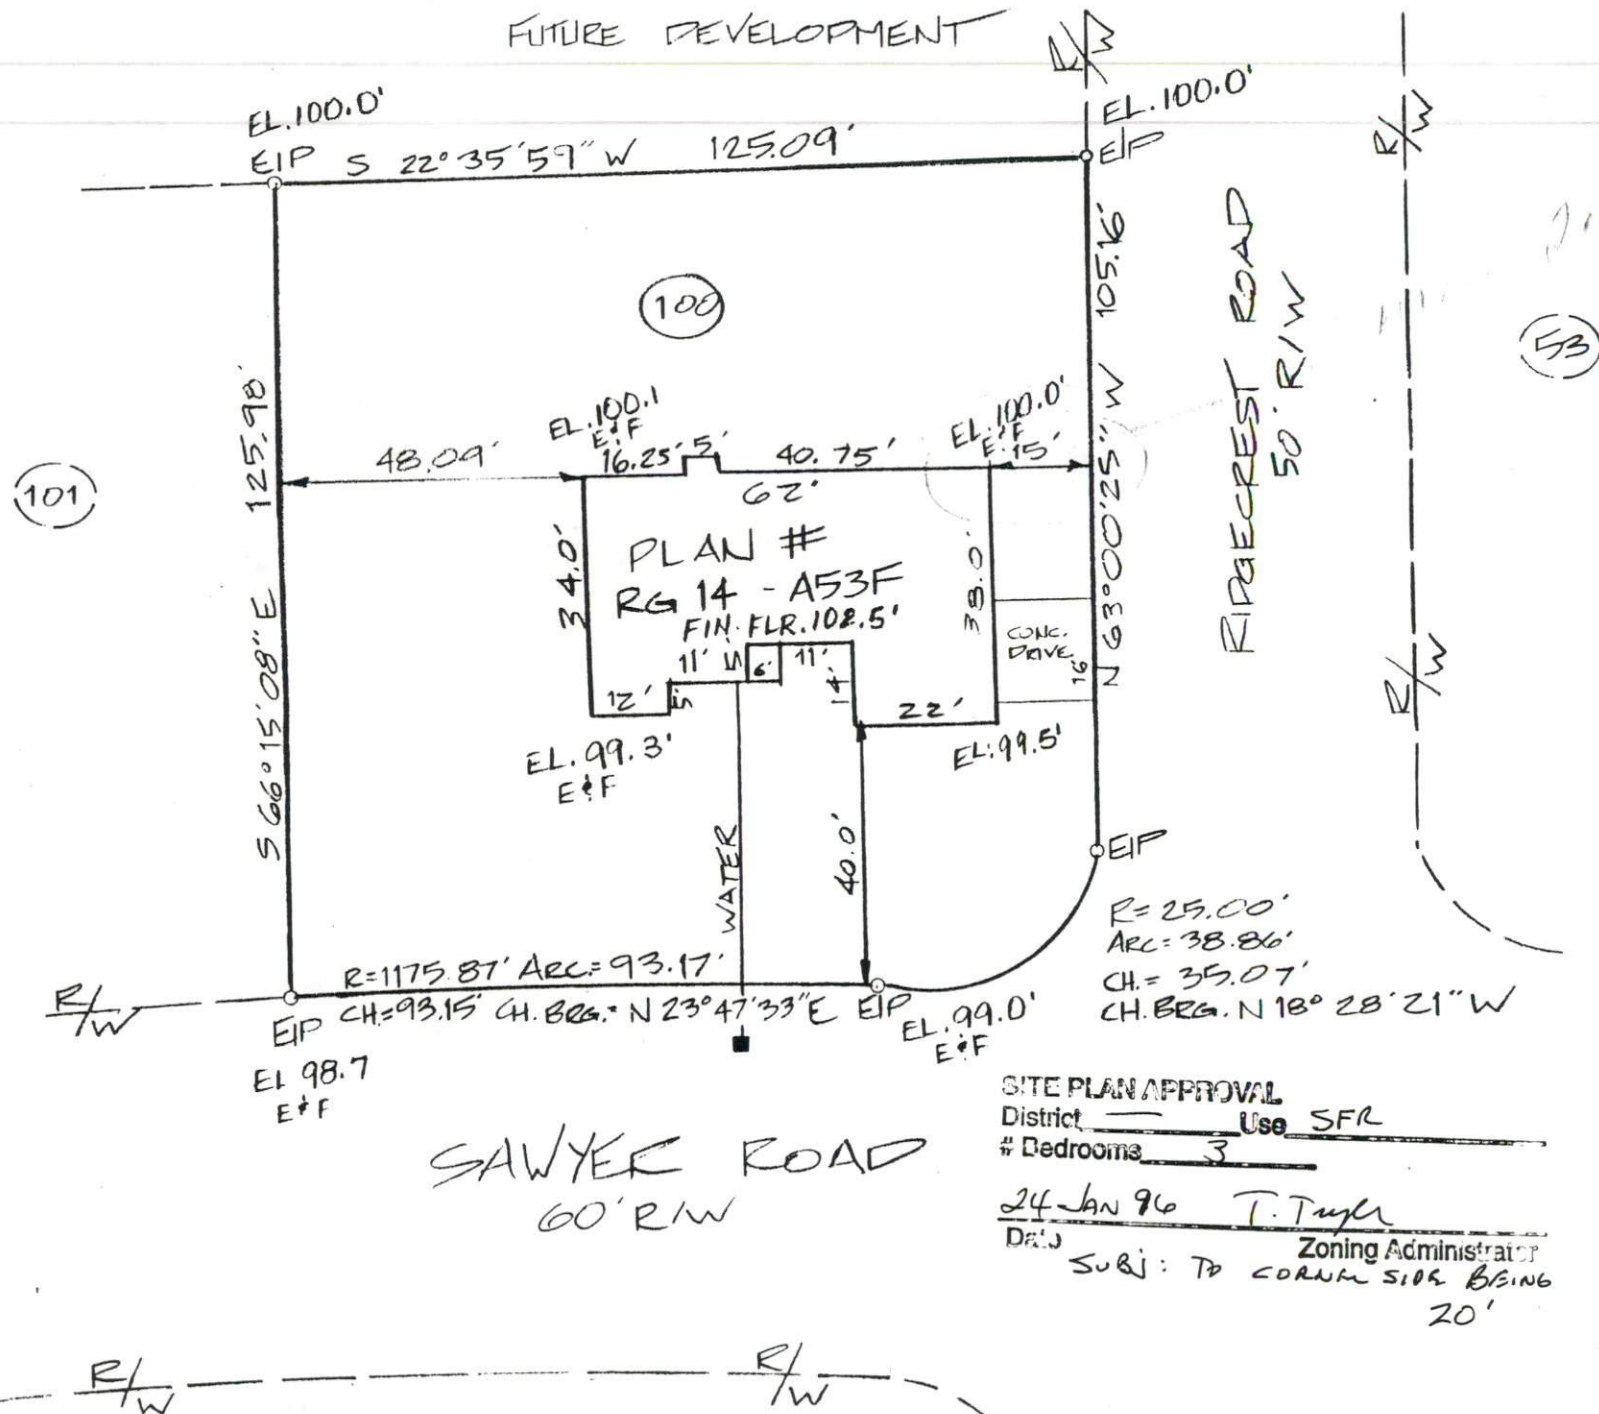 FUTURE DEVELOPMENT
R/W
EL.100.0'
EIP S 22°35'59" W 125.09'
EL.100.0'
EIP
R/W
105.16'
N 63°00'25" W
RIDGECREST ROAD
50' R/W
53
100
101
125.98'
S 66°15'08" E
48.09'
EL.100.1
E&F
16.25' 5' 40.75'
62'
EL.100.0'
E&F
15'
34.0'
PLAN #
RG 14 - A53F
FIN. FLR. 102.5'
38.0'
CONC.
DRIVE
16
11' 5 6' 11'
12' 5' 14'
22'
EL. 99.3'
E&F
EL. 99.5'
R/W
WATER
40.0'
EIP
R= 25.00'
ARC= 38.86'
CH.= 35.07'
CH. BRG. N 18° 28' 21" W
R=1175.87' ARC= 93.17'
R/W
EIP CH=93.15' CH. BRG.= N 23°47'33" E EIP
EL. 99.0'
E&F
EL 98.7
E&F
SAWYER ROAD
60' R/W
SITE PLAN APPROVAL
District — Use SFR
# Bedrooms 3
24 JAN 96
Date Zoning Administrator
SUBJ: TO CORNER SIDE BEING
20'
R/W R/W